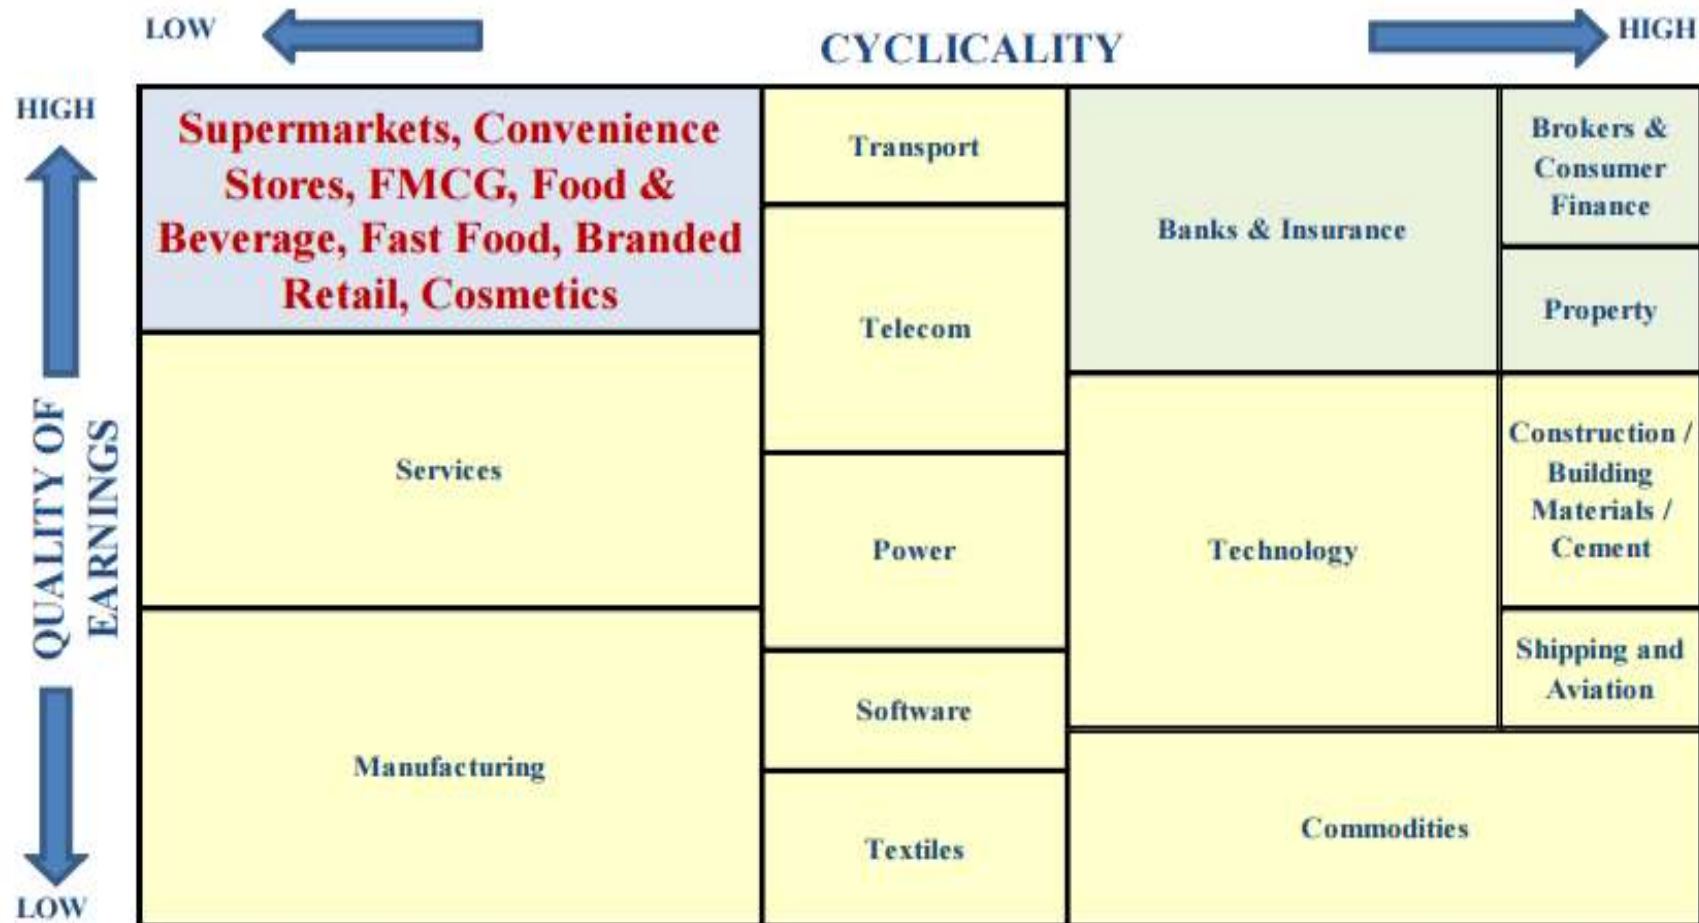 LOW
CYCLICALITY
HIGH
HIGH
QUALITY OF
EARNINGS
LOW
Supermarkets, Convenience
Stores, FMCG, Food &
Beverage, Fast Food, Branded
Retail, Cosmetics
Services
Manufacturing
Transport
Telecom
Power
Software
Textiles
Banks & Insurance
Technology
Brokers &
Consumer
Finance
Property
Construction /
Building
Materials /
Cement
Shipping and
Aviation
Commodities